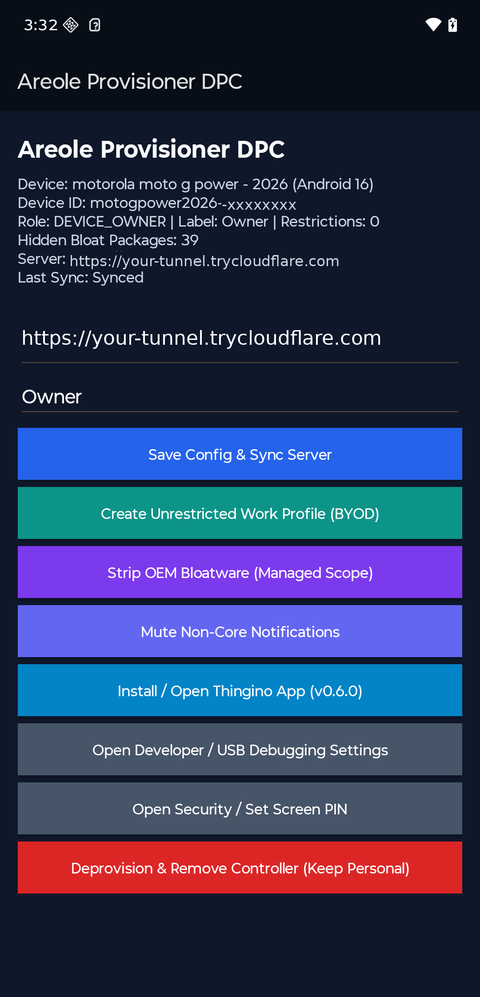 3:32
Areole Provisioner DPC
Areole Provisioner DPC
Device: motorola moto g power - 2026 (Android 16)
Device ID: motogpower2026--xxxxxxxx
Role: DEVICE_OWNER | Label: Owner | Restrictions: 0
Hidden Bloat Packages: 39
Server: https://your-tunnel.trycloudflare.com
Last Sync: Synced
https://your-tunnel.trycloudflare.com
Owner
Save Config & Sync Server
Create Unrestricted Work Profile (BYOD)
Strip OEM Bloatware (Managed Scope)
Mute Non-Core Notifications
Install / Open Thingino App (v0.6.0)
Open Developer / USB Debugging Settings
Open Security / Set Screen PIN
Deprovision & Remove Controller (Keep Personal)